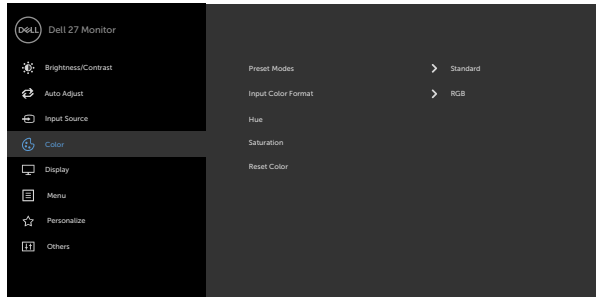 DELL Dell 27 Monitor
Brightness/Contrast
Auto Adjust
Input Source
Color
Display
Menu
Personalize
Others
Preset Modes Standard
Input Color Format RGB
Hue
Saturation
Reset Color